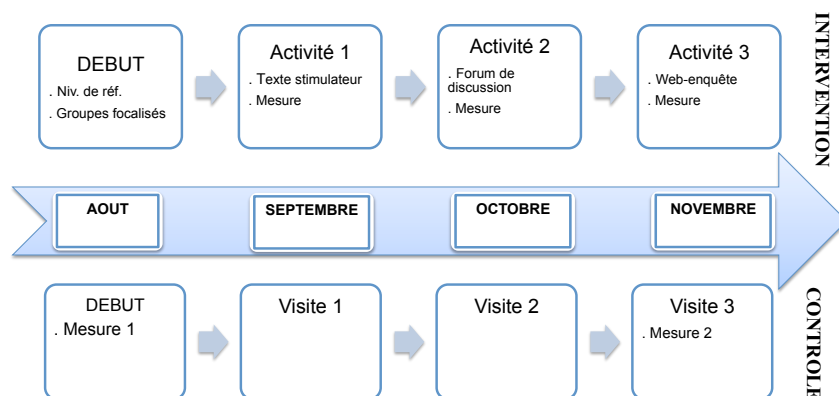 DEBUT
. Niv. de réf.
. Groupes focalisés
Activité 1
. Texte stimulateur
. Mesure
Activité 2
. Forum de
discussion
. Mesure
Activité 3
. Web-enquête
. Mesure
INTERVENTION
AOUT
SEPTEMBRE
OCTOBRE
NOVEMBRE
DEBUT
. Mesure 1
Visite 1
Visite 2
Visite 3
. Mesure 2
CONTROLE